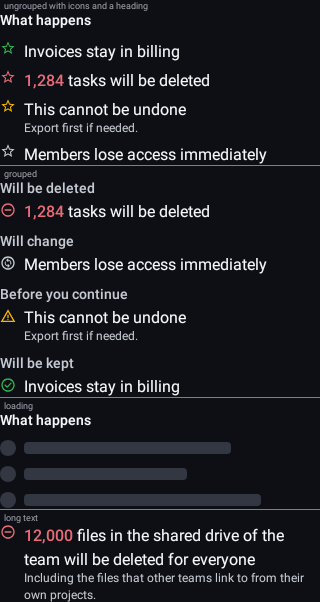 ungrouped with icons and a heading
What happens
Invoices stay in billing
1,284 tasks will be deleted
This cannot be undone
Export first if needed.
Members lose access immediately
grouped
Will be deleted
1,284 tasks will be deleted
Will change
Members lose access immediately
Before you continue
This cannot be undone
Export first if needed.
Will be kept
Invoices stay in billing
loading
What happens
long text
12,000 files in the shared drive of the
team will be deleted for everyone
Including the files that other teams link to from their
own projects.